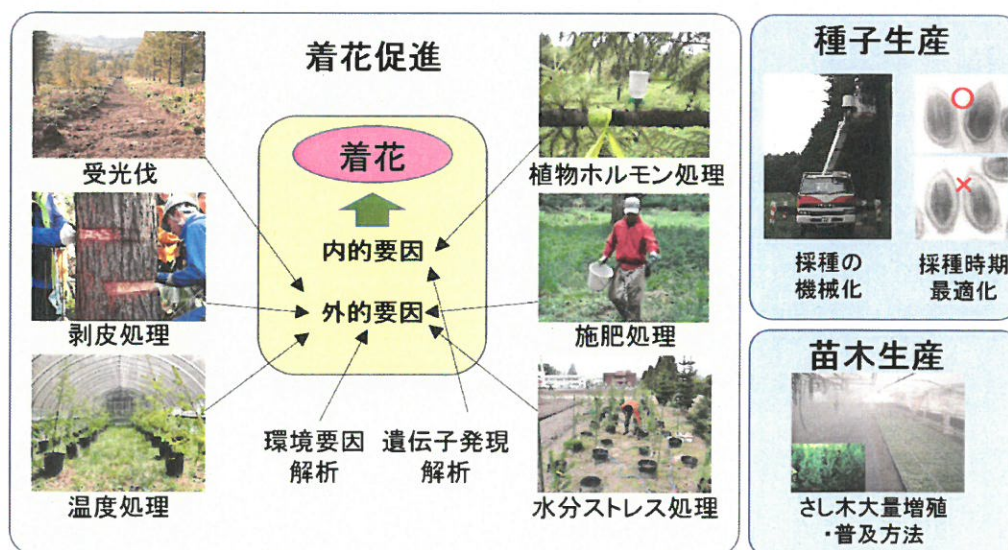 着花促進
受光伐
剥皮処理
温度処理
着花
内的要因
外的要因
環境要因
解析
遺伝子発現
解析
植物ホルモン処理
施肥処理
水分ストレス処理
種子生産
○
×
採種の
機械化
採種時期
最適化
苗木生産
さし木大量増殖
・普及方法